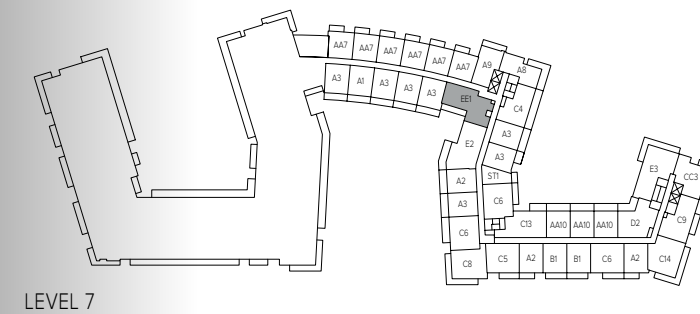 AA7 AA7 AA7 AA7 AA7 AA7 A9 A8
A3 A1 A3 A3 A3 EE1 C4
A3
E2
A3
ST1
A2
A3 C6
C6
C8
E3 CC3
C13 AA10 AA10 AA10 D2 C9
C5 A2 B1 B1 C6 A2 C14
LEVEL 7